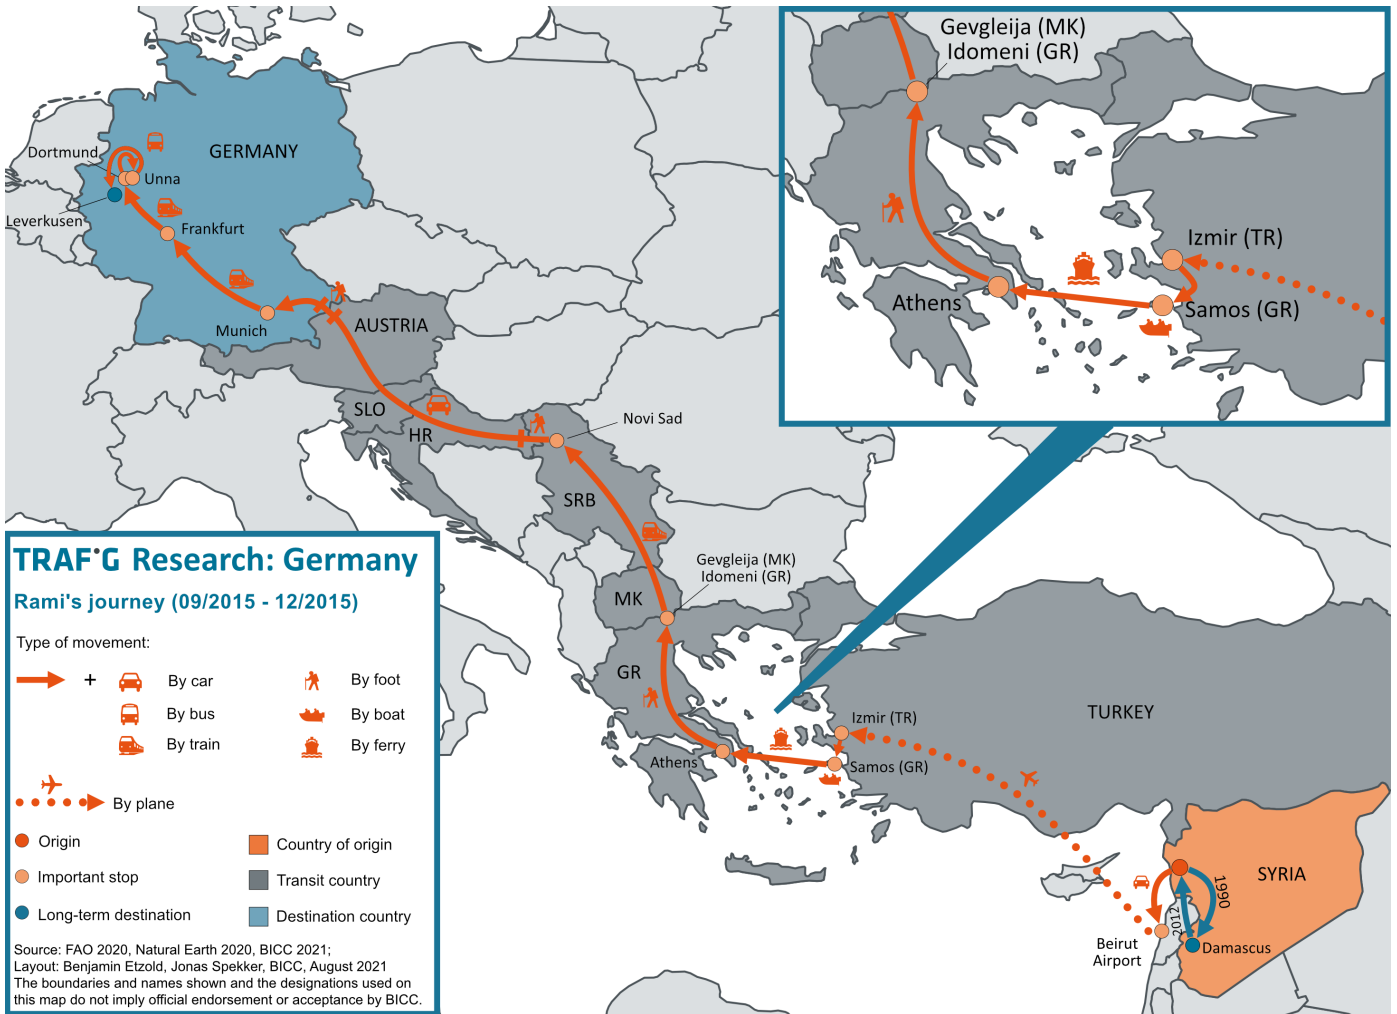 Gevgleija (MK)
Idomeni (GR)
Izmir (TR)
Samos (GR)
Athens
Dortmund
GERMANY
Unna
Leverkusen
Frankfurt
Munich
AUSTRIA
SLO
HR
Novi Sad
SRB
Gevgleija (MK)
Idomeni (GR)
MK
GR
TURKEY
Izmir (TR)
Athens
Samos (GR)
SYRIA
1990
2012
Beirut
Airport
Damascus
TRAFIG Research: Germany
Rami's journey (09/2015 - 12/2015)
Type of movement:
+
By car
By foot
By bus
By boat
By train
By ferry
By plane
Origin
Country of origin
Important stop
Transit country
Long-term destination
Destination country
Source: FAO 2020, Natural Earth 2020, BICC 2021;
Layout: Benjamin Etzold, Jonas Spekker, BICC, August 2021
The boundaries and names shown and the designations used on
this map do not imply official endorsement or acceptance by BICC.